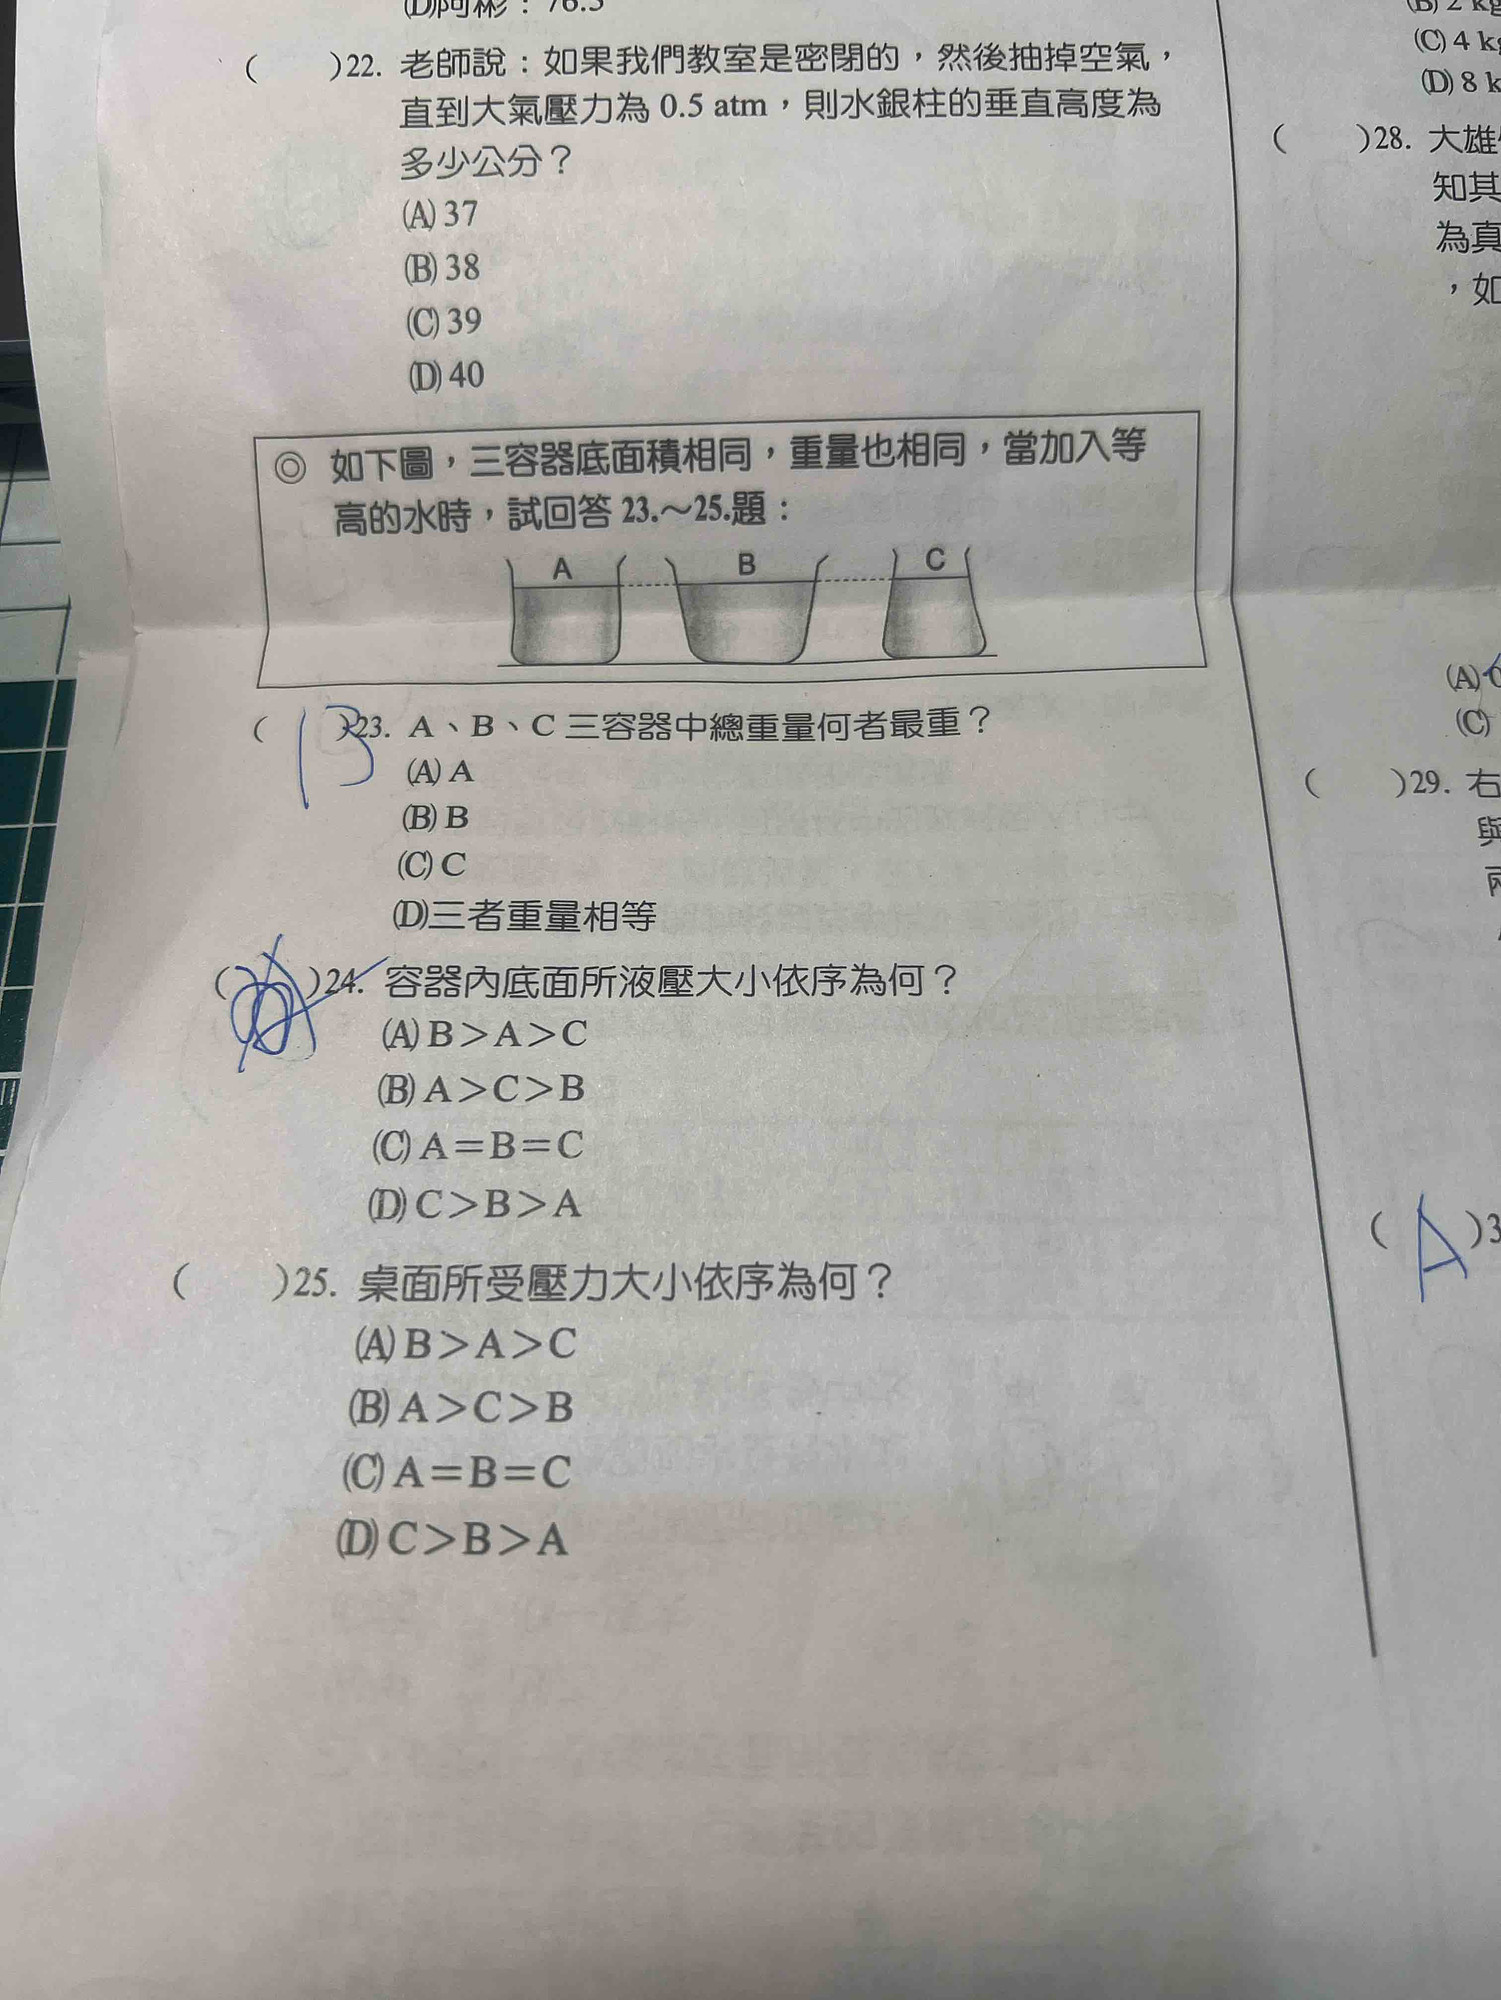 (D)阿彬：76.5
(　)22. 老師說：如果我們教室是密閉的，然後抽掉空氣，
直到大氣壓力為 0.5 atm，則水銀柱的垂直高度為
多少公分？
(A) 37
(B) 38
(C) 39
(D) 40
◎ 如下圖，三容器底面積相同，重量也相同，當加入等
高的水時，試回答 23.～25.題：
A B C
( B )23. A、B、C 三容器中總重量何者最重？
(A) A
(B) B
(C) C
(D)三者重量相等
(　)24. 容器內底面所液壓大小依序為何？
(A) B＞A＞C
(B) A＞C＞B
(C) A＝B＝C
(D) C＞B＞A
(　)25. 桌面所受壓力大小依序為何？
(A) B＞A＞C
(B) A＞C＞B
(C) A＝B＝C
(D) C＞B＞A
(B) 2 kg
(C) 4 kg
(D) 8 k
(　)28. 大雄
知其
為真
，如
(A)
(C)
(　)29. 右
與
兩
( A )3